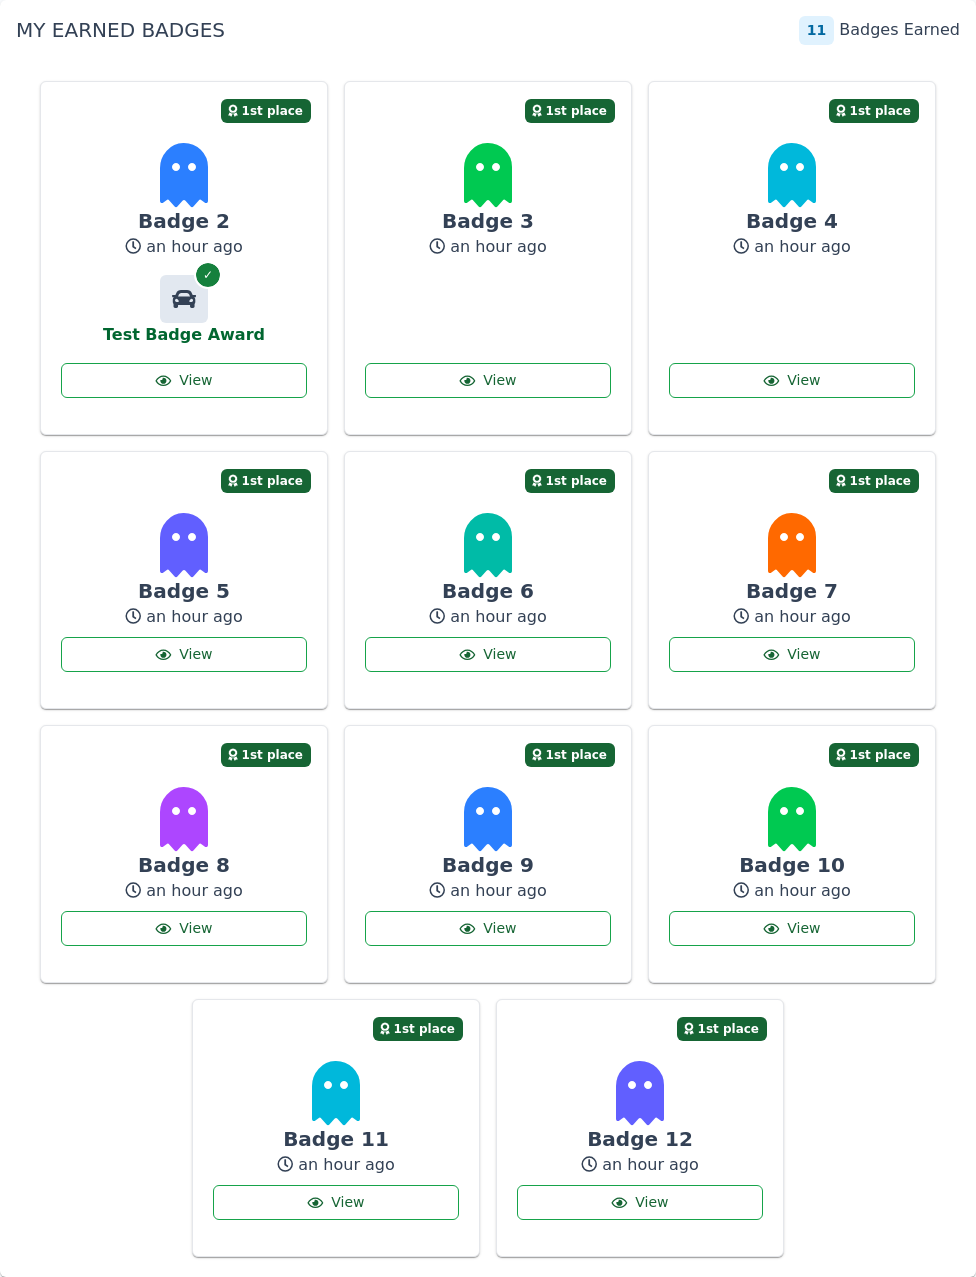 MY EARNED BADGES
11 Badges Earned
1st place
Badge 2
an hour ago
✓
Test Badge Award
View
1st place
Badge 3
an hour ago
View
1st place
Badge 4
an hour ago
View
1st place
Badge 5
an hour ago
View
1st place
Badge 6
an hour ago
View
1st place
Badge 7
an hour ago
View
1st place
Badge 8
an hour ago
View
1st place
Badge 9
an hour ago
View
1st place
Badge 10
an hour ago
View
1st place
Badge 11
an hour ago
View
1st place
Badge 12
an hour ago
View